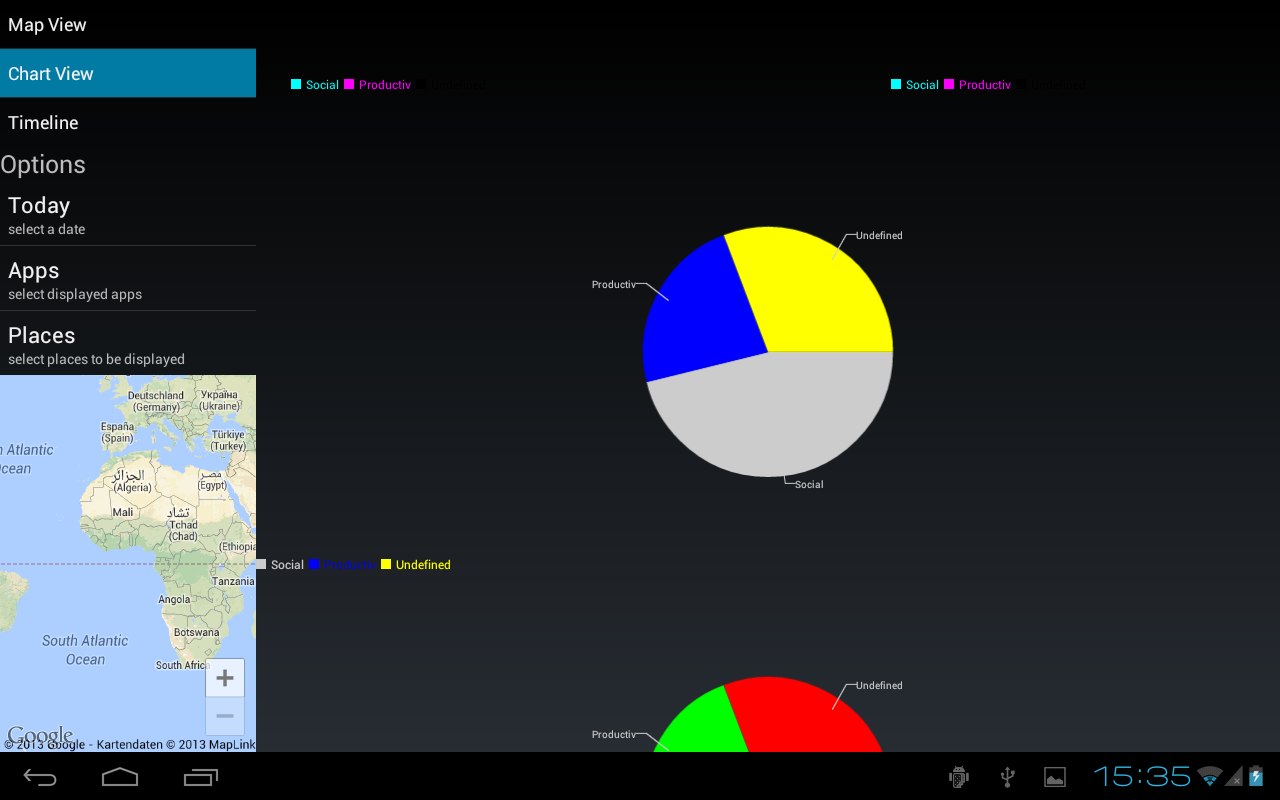 Map View
Chart View
Timeline
Options
Today
select a date
Apps
select displayed apps
Places
select places to be displayed
Social Productiv Undefined
Social Productiv Undefined
Undefined
Productiv
Social
Social Productiv Undefined
Undefined
Productiv
Deutschland
(Germany)
Україна
(Ukraine)
España
(Spain)
Türkiye
(Turkey)
n Atlantic
Ocean
الجزائر
(Algeria)
مصر
(Egypt)
Mali
تشاد
Tchad
(Chad)
(Ethiopia
Tanzania
Angola
South Atlantic
Ocean
Botswana
South Africa
+
−
Google
© 2013 Google - Kartendaten © 2013 MapLink
15:35